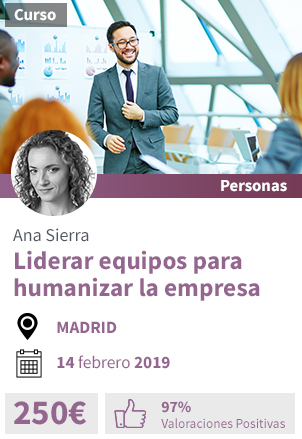 Curso
Personas
Ana Sierra
Liderar equipos para
humanizar la empresa
MADRID
14 febrero 2019
250€
97%
Valoraciones Positivas